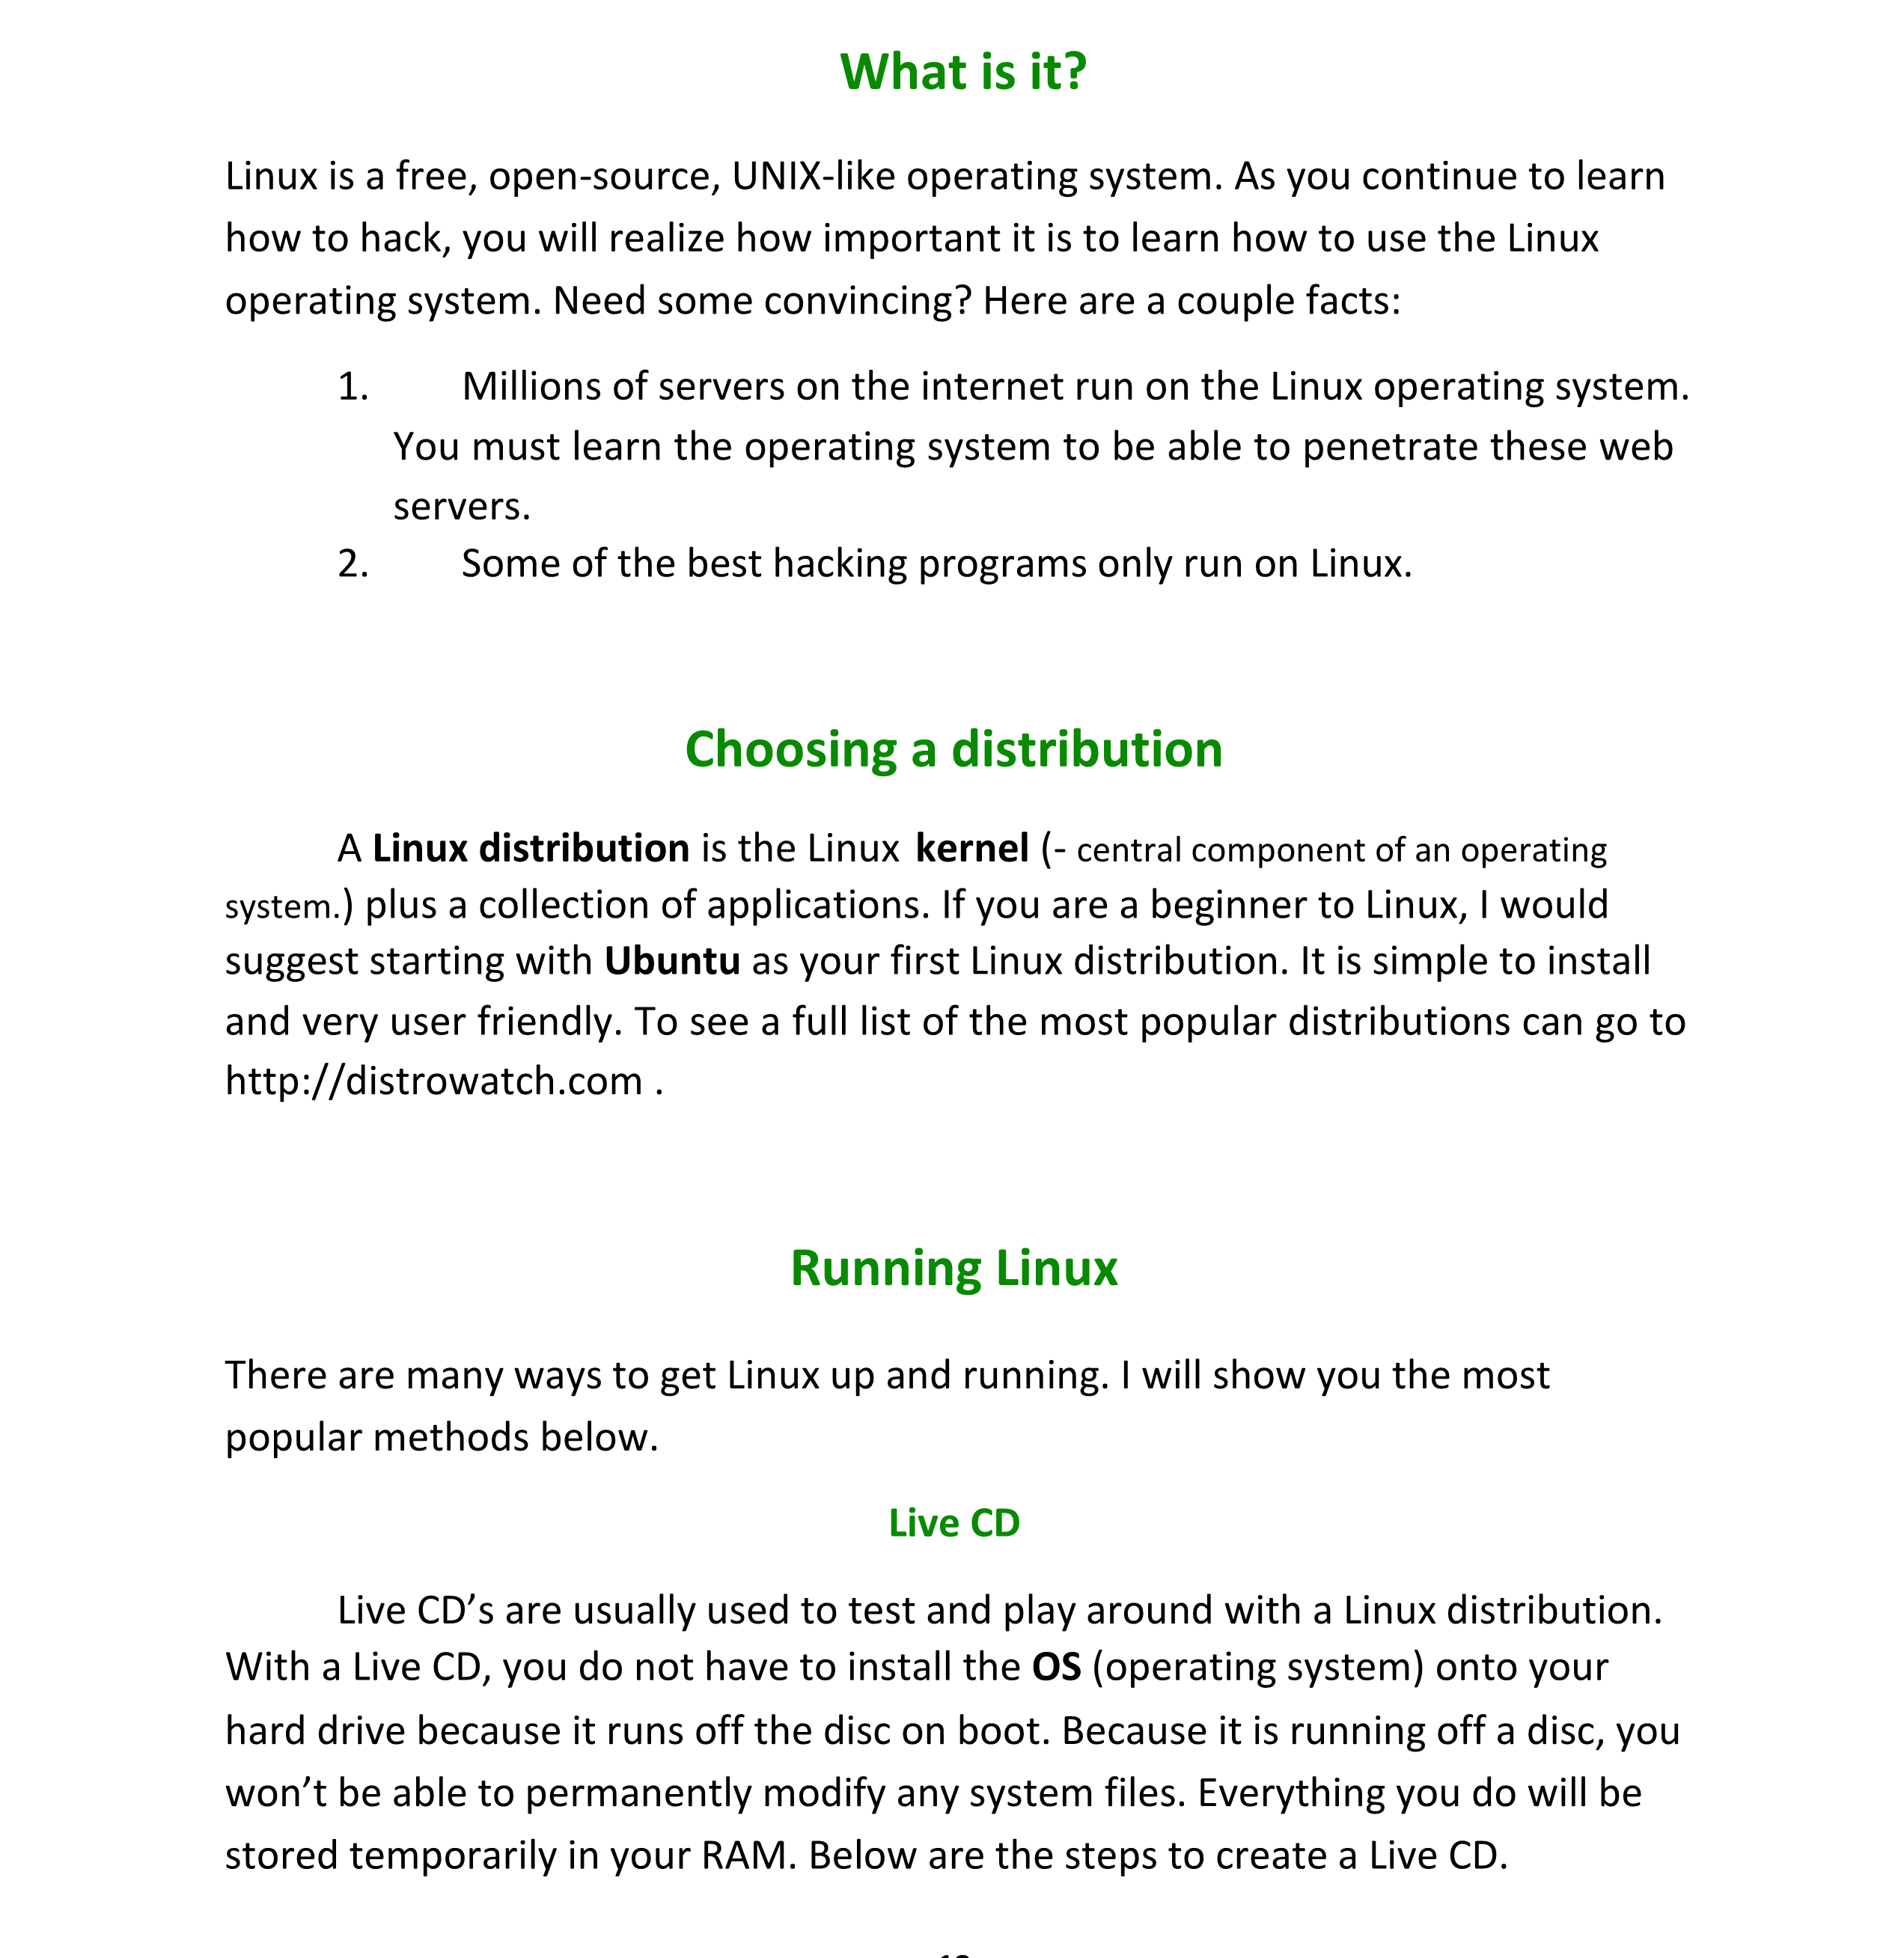 What is it?
Linux is a free, open-source, UNIX-like operating system. As you continue to learn
how to hack, you will realize how important it is to learn how to use the Linux
operating system. Need some convincing? Here are a couple facts:
1. Millions of servers on the internet run on the Linux operating system.
You must learn the operating system to be able to penetrate these web
servers.
2. Some of the best hacking programs only run on Linux.
Choosing a distribution
A Linux distribution is the Linux kernel (- central component of an operating
system.) plus a collection of applications. If you are a beginner to Linux, I would
suggest starting with Ubuntu as your first Linux distribution. It is simple to install
and very user friendly. To see a full list of the most popular distributions can go to
http://distrowatch.com .
Running Linux
There are many ways to get Linux up and running. I will show you the most
popular methods below.
Live CD
Live CD’s are usually used to test and play around with a Linux distribution.
With a Live CD, you do not have to install the OS (operating system) onto your
hard drive because it runs off the disc on boot. Because it is running off a disc, you
won’t be able to permanently modify any system files. Everything you do will be
stored temporarily in your RAM. Below are the steps to create a Live CD.